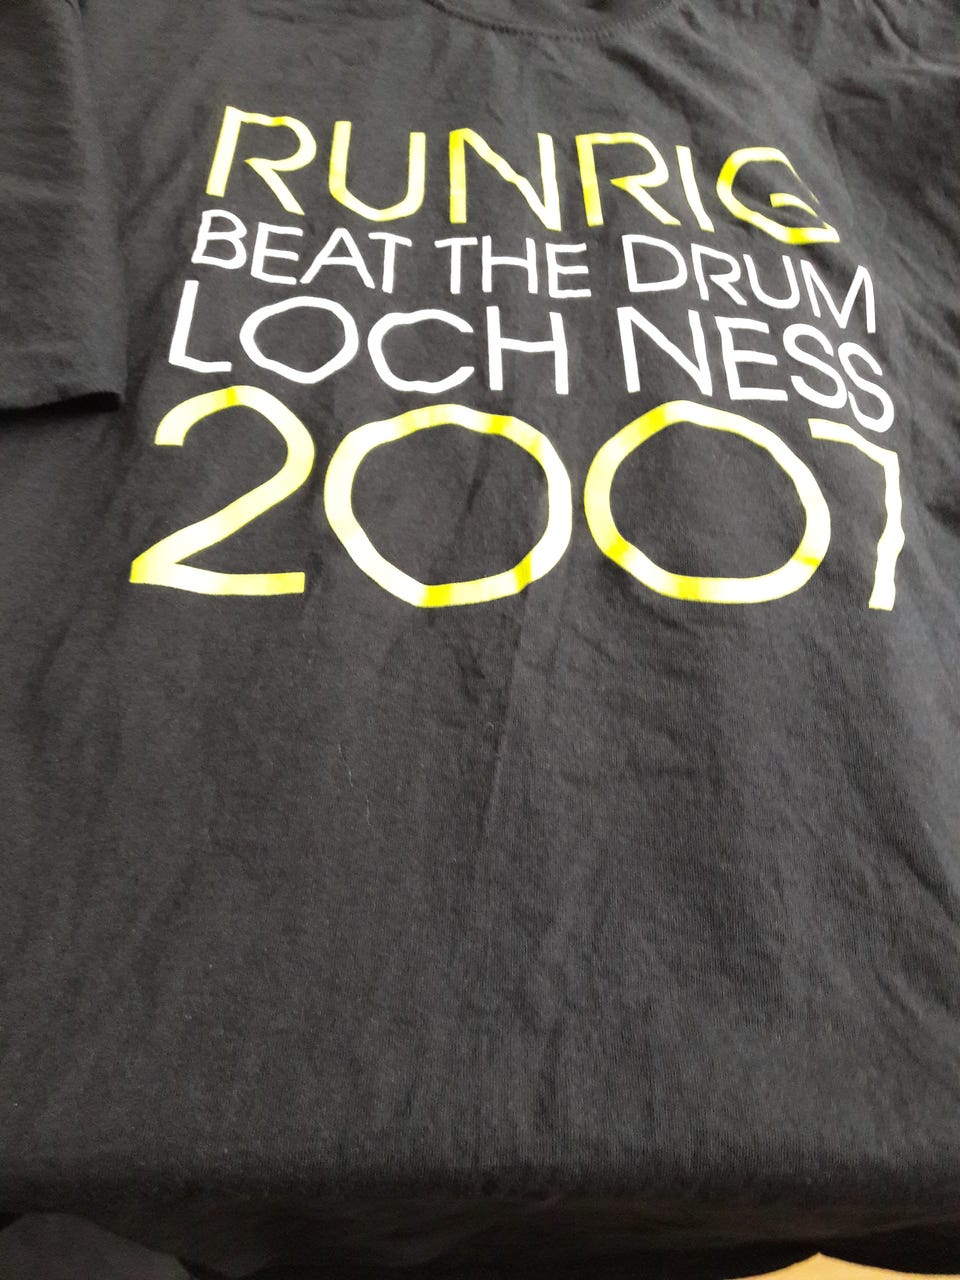 RUNRIG
BEAT THE DRUM
LOCH NESS
2007